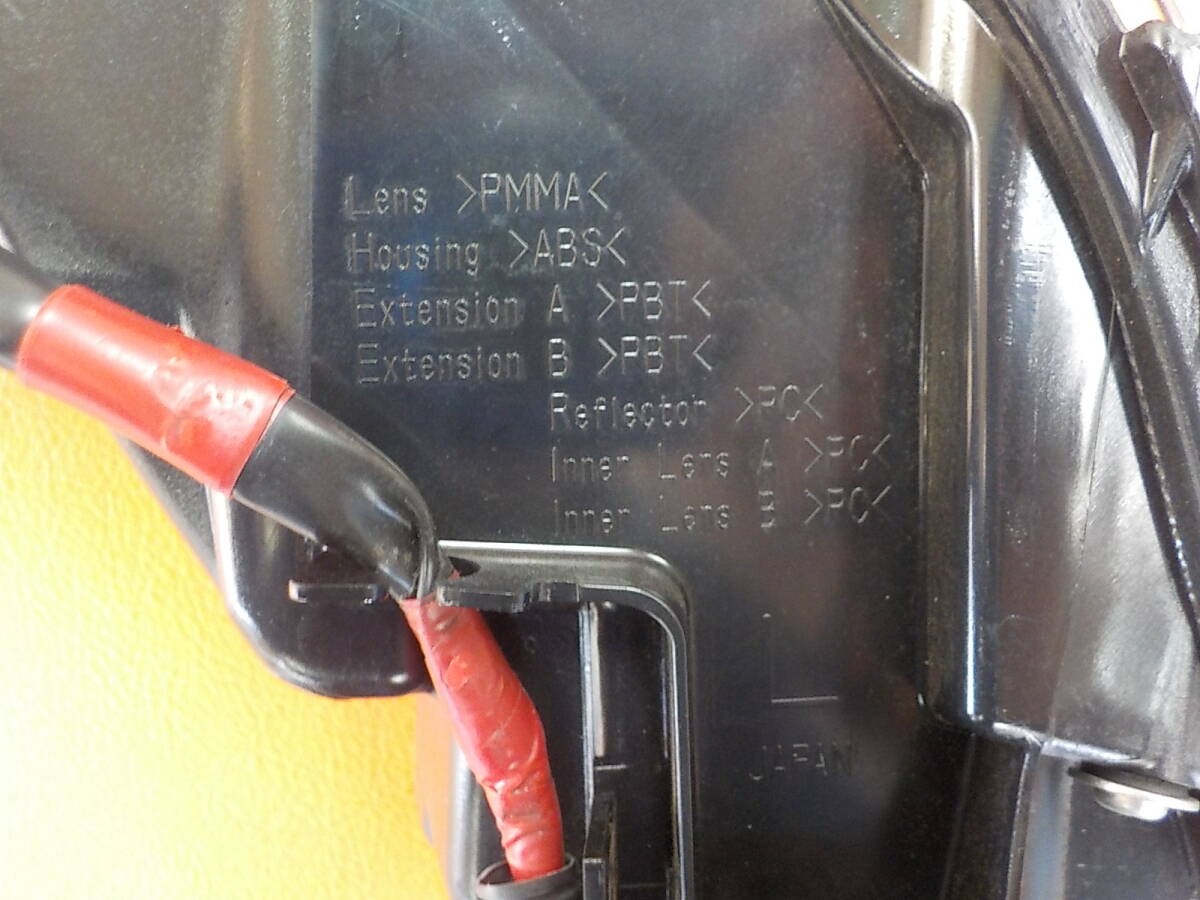 Lens >PMMA<
Housing >ABS<
Extension A >PBT<
Extension B >PBT<
Reflector >PC<
Inner Lens A >PC<
Inner Lens B >PC<
JAPAN